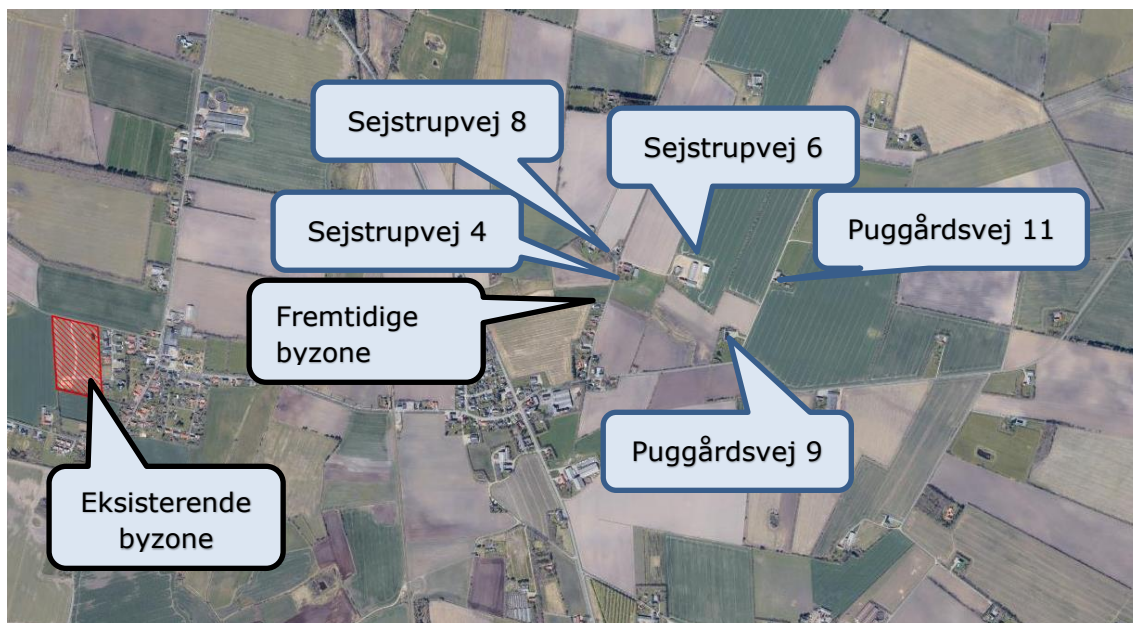 Sejstrupvej 8
Sejstrupvej 6
Sejstrupvej 4
Puggårdsvej 11
Fremtidige
byzone
Puggårdsvej 9
Eksisterende
byzone